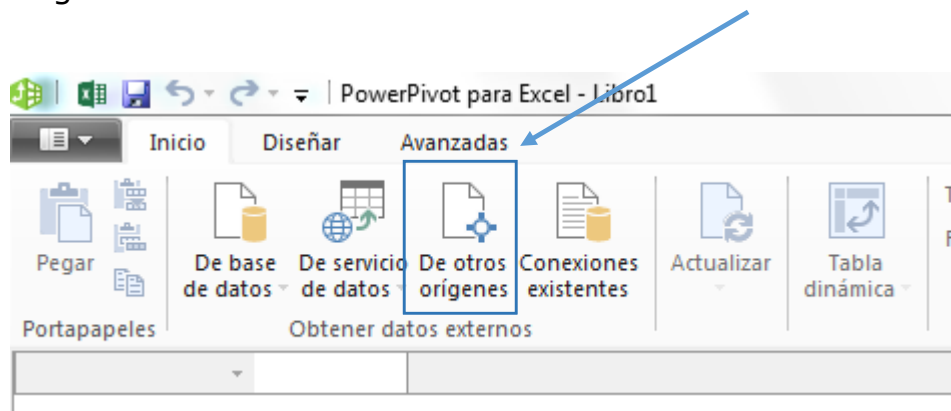 PowerPivot para Excel - Libro1
Inicio Diseñar Avanzadas
Pegar
De base
de datos
De servicio
de datos
De otros
orígenes
Conexiones
existentes
Actualizar
Tabla
dinámica
Portapapeles
Obtener datos externos